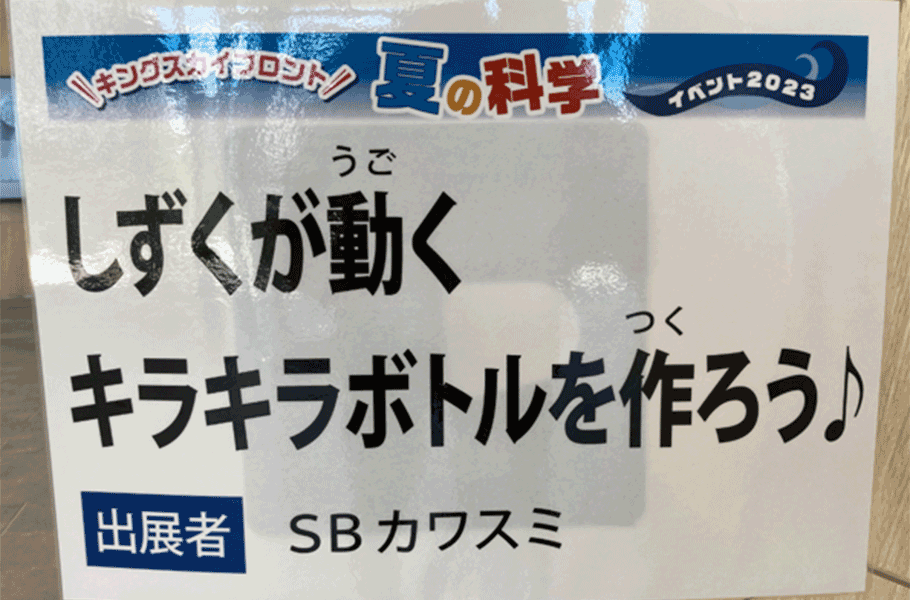 キングスカイフロント 夏の科学 イベント2023
うご
しずくが動く
つく
キラキラボトルを作ろう♪
出展者 SBカワスミ